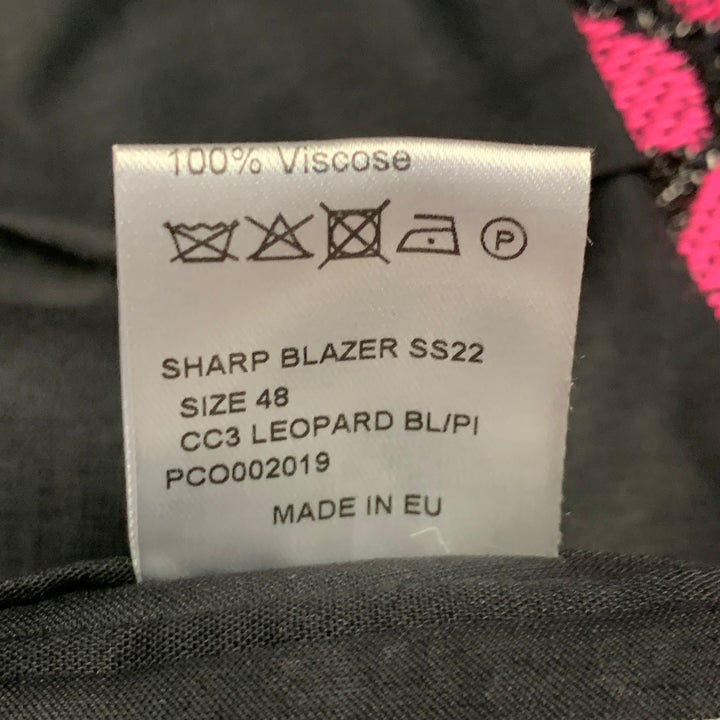 100% Viscose
P
SHARP BLAZER SS22
SIZE 48
CC3 LEOPARD BL/PI
PCO002019
MADE IN EU